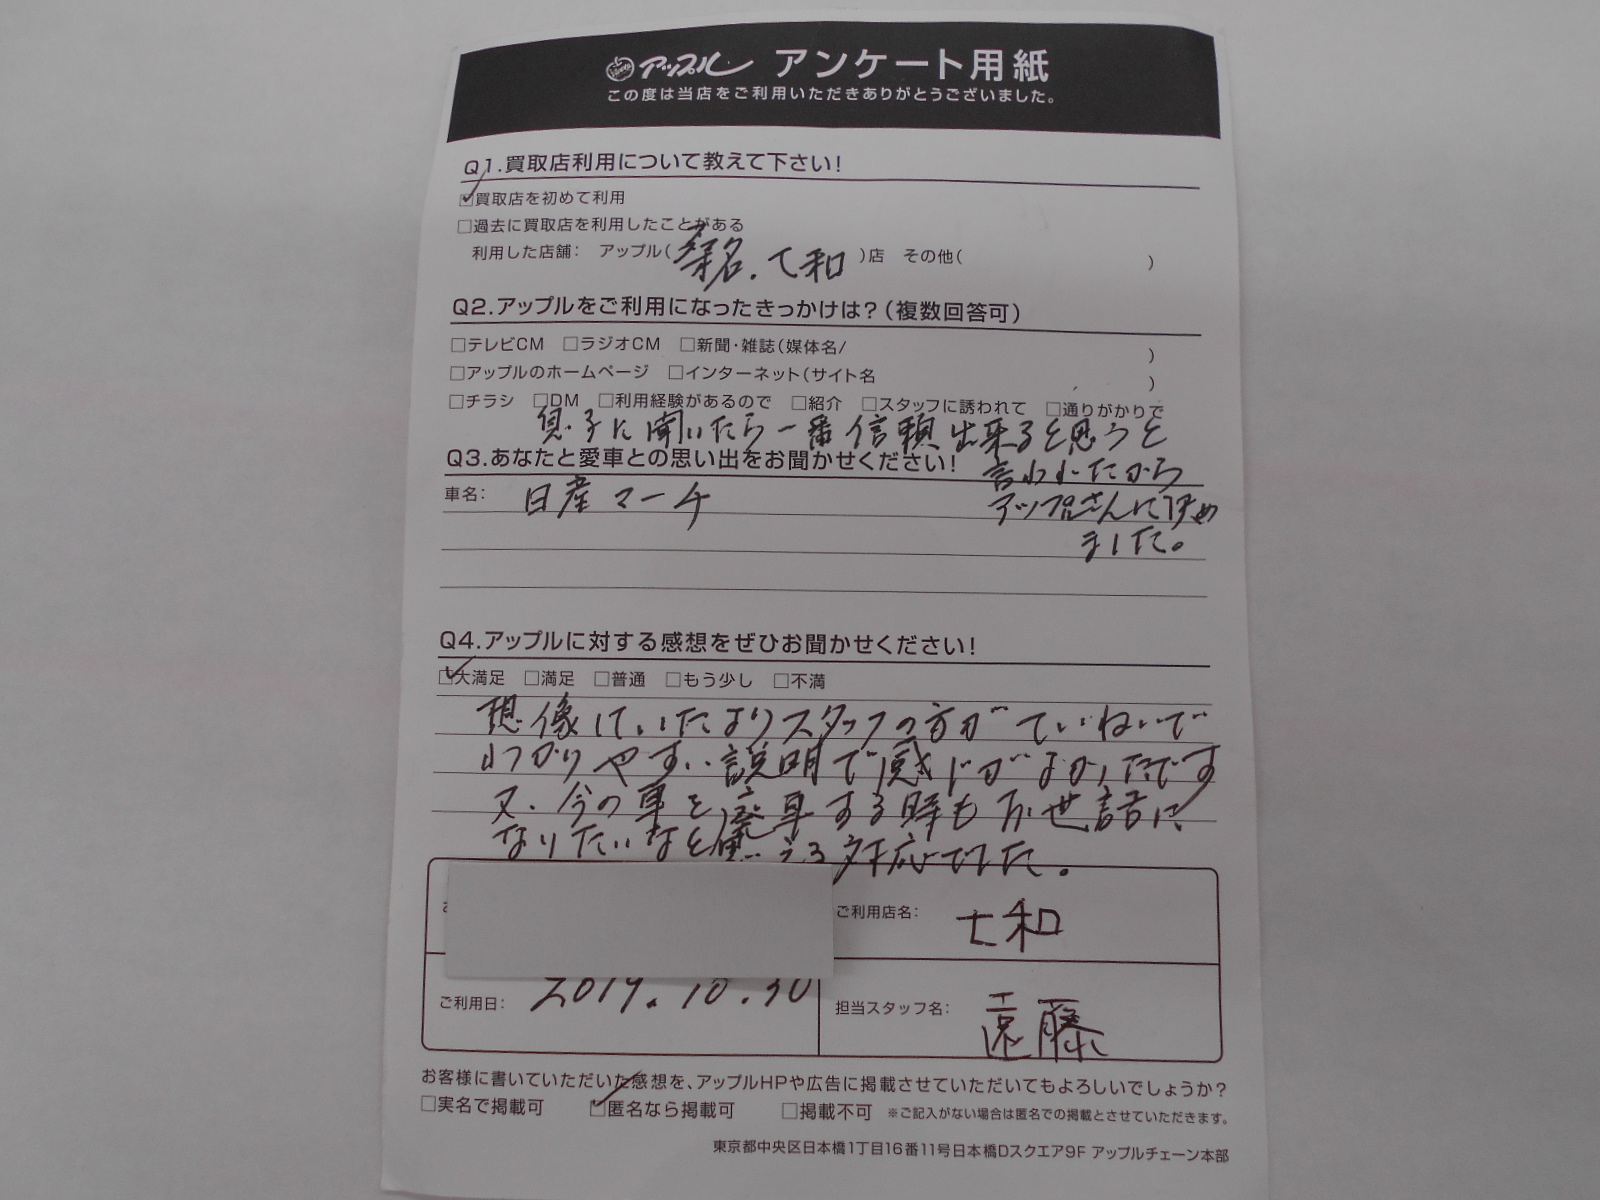 アップル アンケート用紙
この度は当店をご利用いただきありがとうございました。
Q1.買取店利用について教えて下さい!
☑買取店を初めて利用
□過去に買取店を利用したことがある
利用した店舗: アップル(桑名.七和)店 その他( )
Q2.アップルをご利用になったきっかけは?(複数回答可)
□テレビCM □ラジオCM □新聞・雑誌(媒体名/ )
□アップルのホームページ □インターネット(サイト名 )
□チラシ □DM □利用経験があるので □紹介 □スタッフに誘われて □通りがかりで
息子に聞いたら一番信頼出来ると思うと
言われたから
アップルさんに決め
ました。
Q3.あなたと愛車との思い出をお聞かせください!
車名: 日産マーチ
Q4.アップルに対する感想をぜひお聞かせください!
☑大満足 □満足 □普通 □もう少し □不満
想像していたよりスタッフの方がていねいで
わかりやすい説明で感じがよかったです
又、今の車を廃車する時もお世話に
なりたいなと思える対応でした。
ご利用店名: 七和
ご利用日: 2019.10.30
担当スタッフ名: 遠藤
お客様に書いていただいた感想を、アップルHPや広告に掲載させていただいてもよろしいでしょうか?
□実名で掲載可 ☑匿名なら掲載可 □掲載不可 ※ご記入がない場合は匿名での掲載とさせていただきます。
東京都中央区日本橋1丁目16番11号日本橋Dスクエア9F アップルチェーン本部